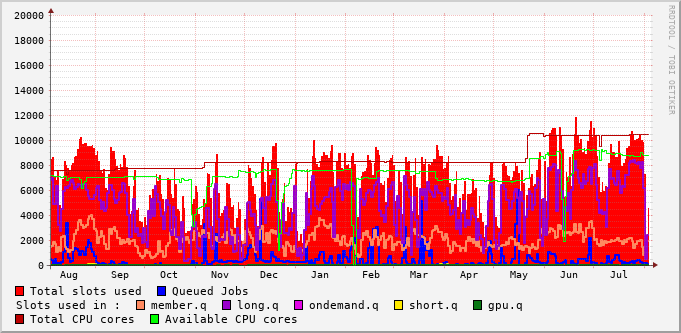 20000
18000
16000
14000
12000
10000
8000
6000
4000
2000
0
Aug Sep Oct Nov Dec Jan Feb Mar Apr May Jun Jul
RRDTOOL / TOBI OETIKER
Total slots used Queued Jobs
Slots used in : member.q long.q ondemand.q short.q gpu.q
Total CPU cores Available CPU cores